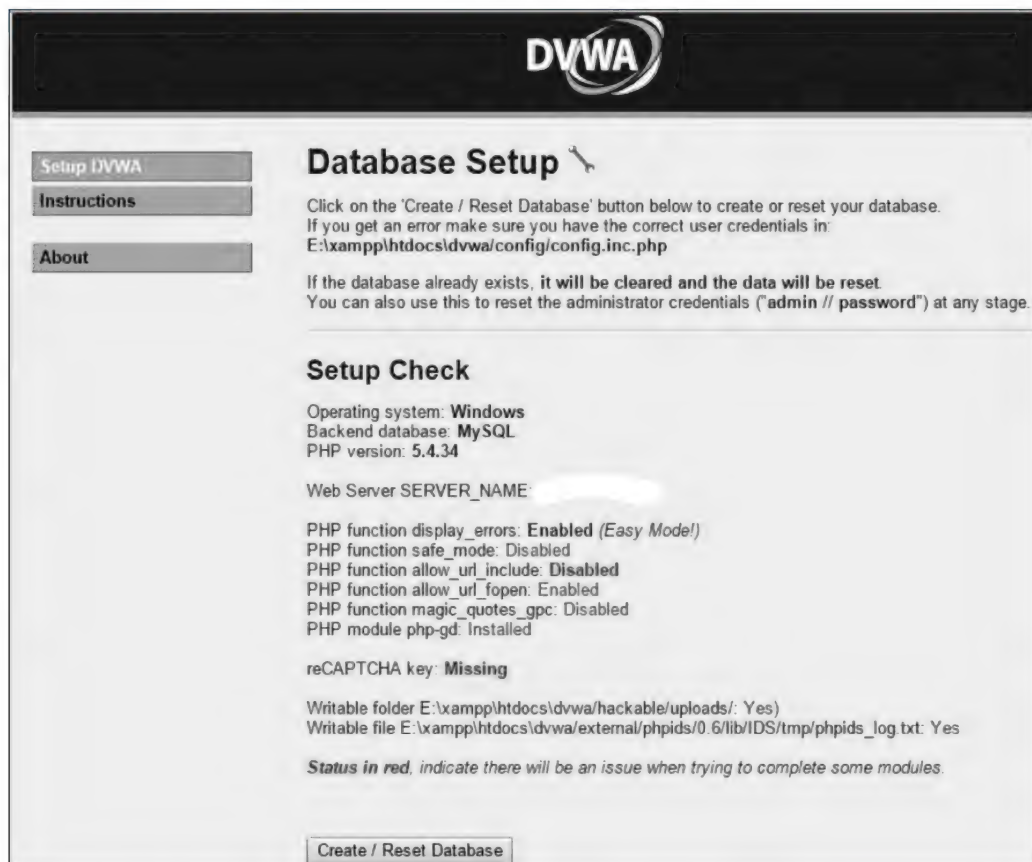 DVWA
Setup DVWA
Instructions
About
Database Setup
Click on the 'Create / Reset Database' button below to create or reset your database.
If you get an error make sure you have the correct user credentials in:
E:\xampp\htdocs\dvwa/config/config.inc.php
If the database already exists, it will be cleared and the data will be reset.
You can also use this to reset the administrator credentials ("admin // password") at any stage.
Setup Check
Operating system: Windows
Backend database: MySQL
PHP version: 5.4.34
Web Server SERVER_NAME:
PHP function display_errors: Enabled (Easy Mode!)
PHP function safe_mode: Disabled
PHP function allow_url_include: Disabled
PHP function allow_url_fopen: Enabled
PHP function magic_quotes_gpc: Disabled
PHP module php-gd: Installed
reCAPTCHA key: Missing
Writable folder E:\xampp\htdocs\dvwa/hackable/uploads/: Yes)
Writable file E:\xampp\htdocs\dvwa/external/phpids/0.6/lib/IDS/tmp/phpids_log.txt: Yes
Status in red, indicate there will be an issue when trying to complete some modules.
Create / Reset Database